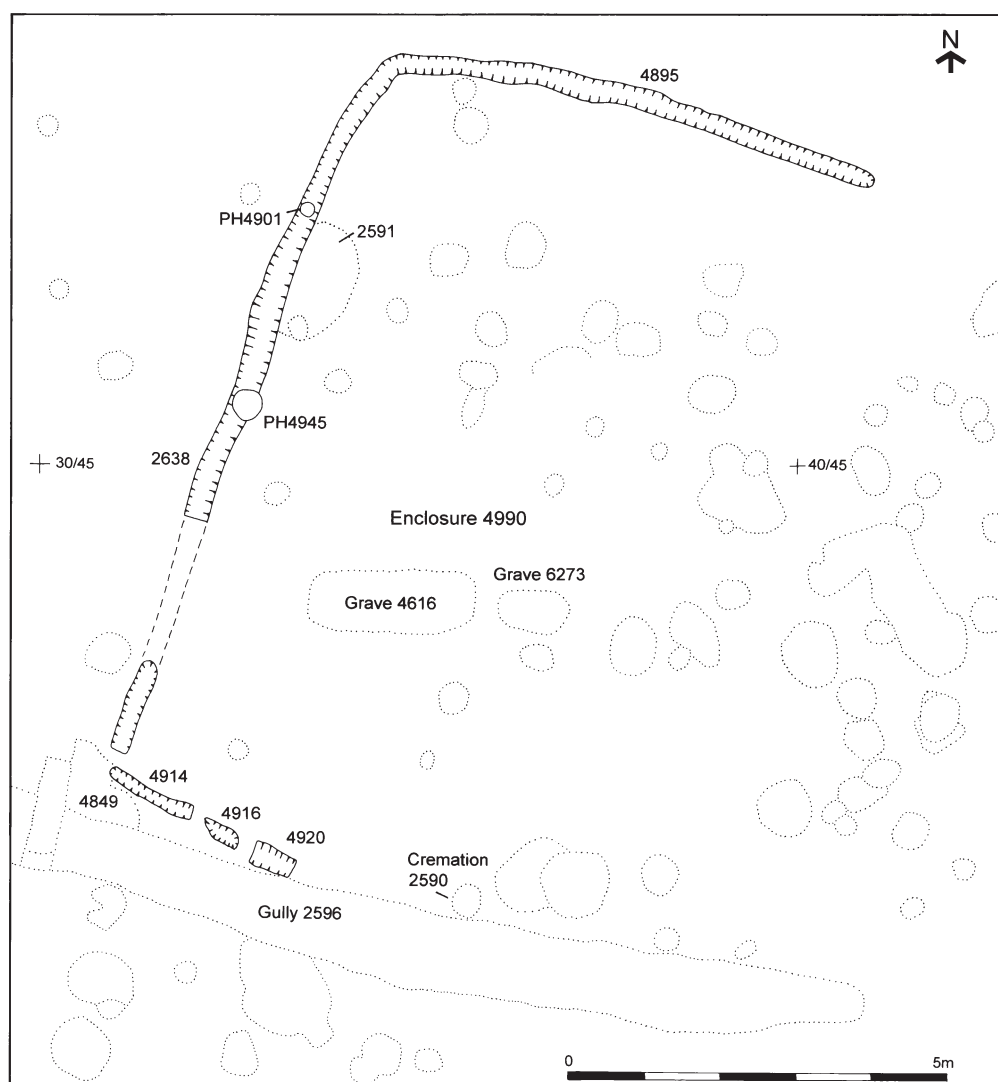 N
4895
PH4901
2591
PH4945
2638
30/45
40/45
Enclosure 4990
Grave 6273
Grave 4616
4914
4849
4916
4920
Cremation
2590
Gully 2596
0
5m